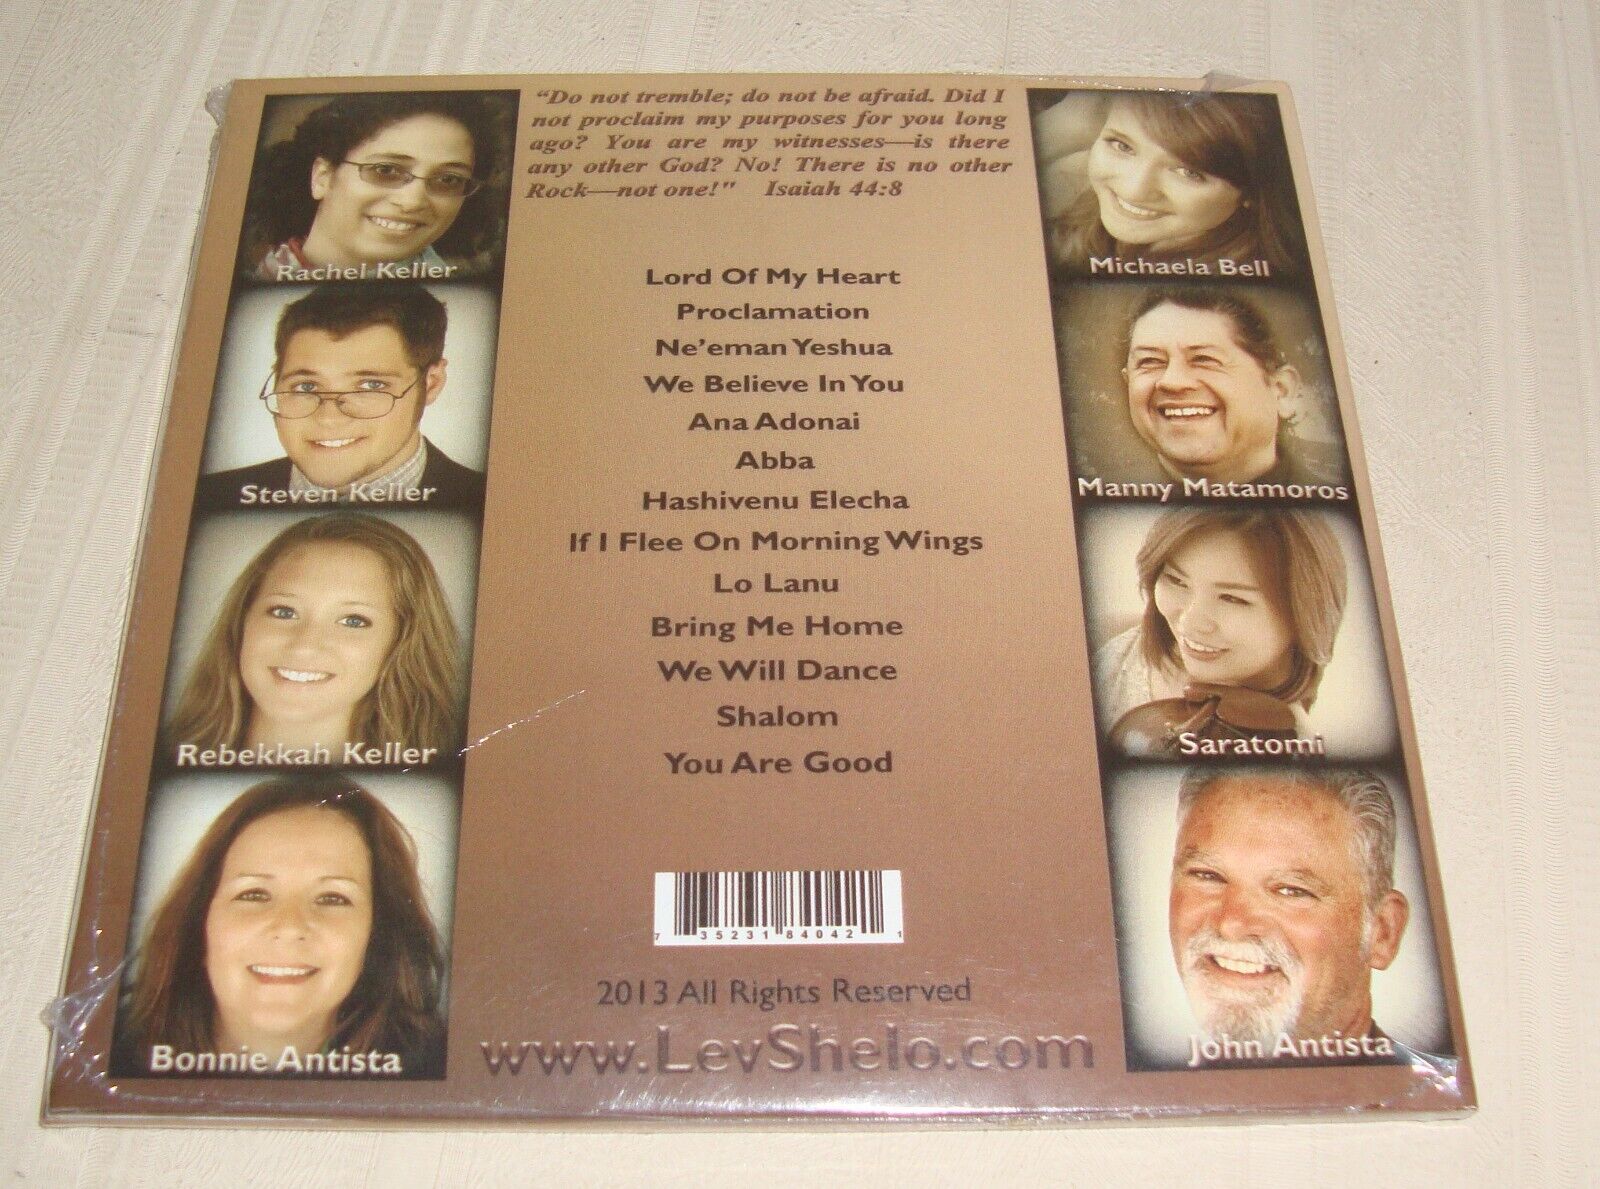 "Do not tremble; do not be afraid. Did I
not proclaim my purposes for you long
ago? You are my witnesses—is there
any other God? No! There is no other
Rock—not one!" Isaiah 44:8
Rachel Keller
Steven Keller
Rebekkah Keller
Bonnie Antista
Lord Of My Heart
Proclamation
Ne'eman Yeshua
We Believe In You
Ana Adonai
Abba
Hashivenu Elecha
If I Flee On Morning Wings
Lo Lanu
Bring Me Home
We Will Dance
Shalom
You Are Good
7 35231 84042 1
2013 All Rights Reserved
www.LevShelo.com
Michaela Bell
Manny Matamoros
Saratomi
John Antista